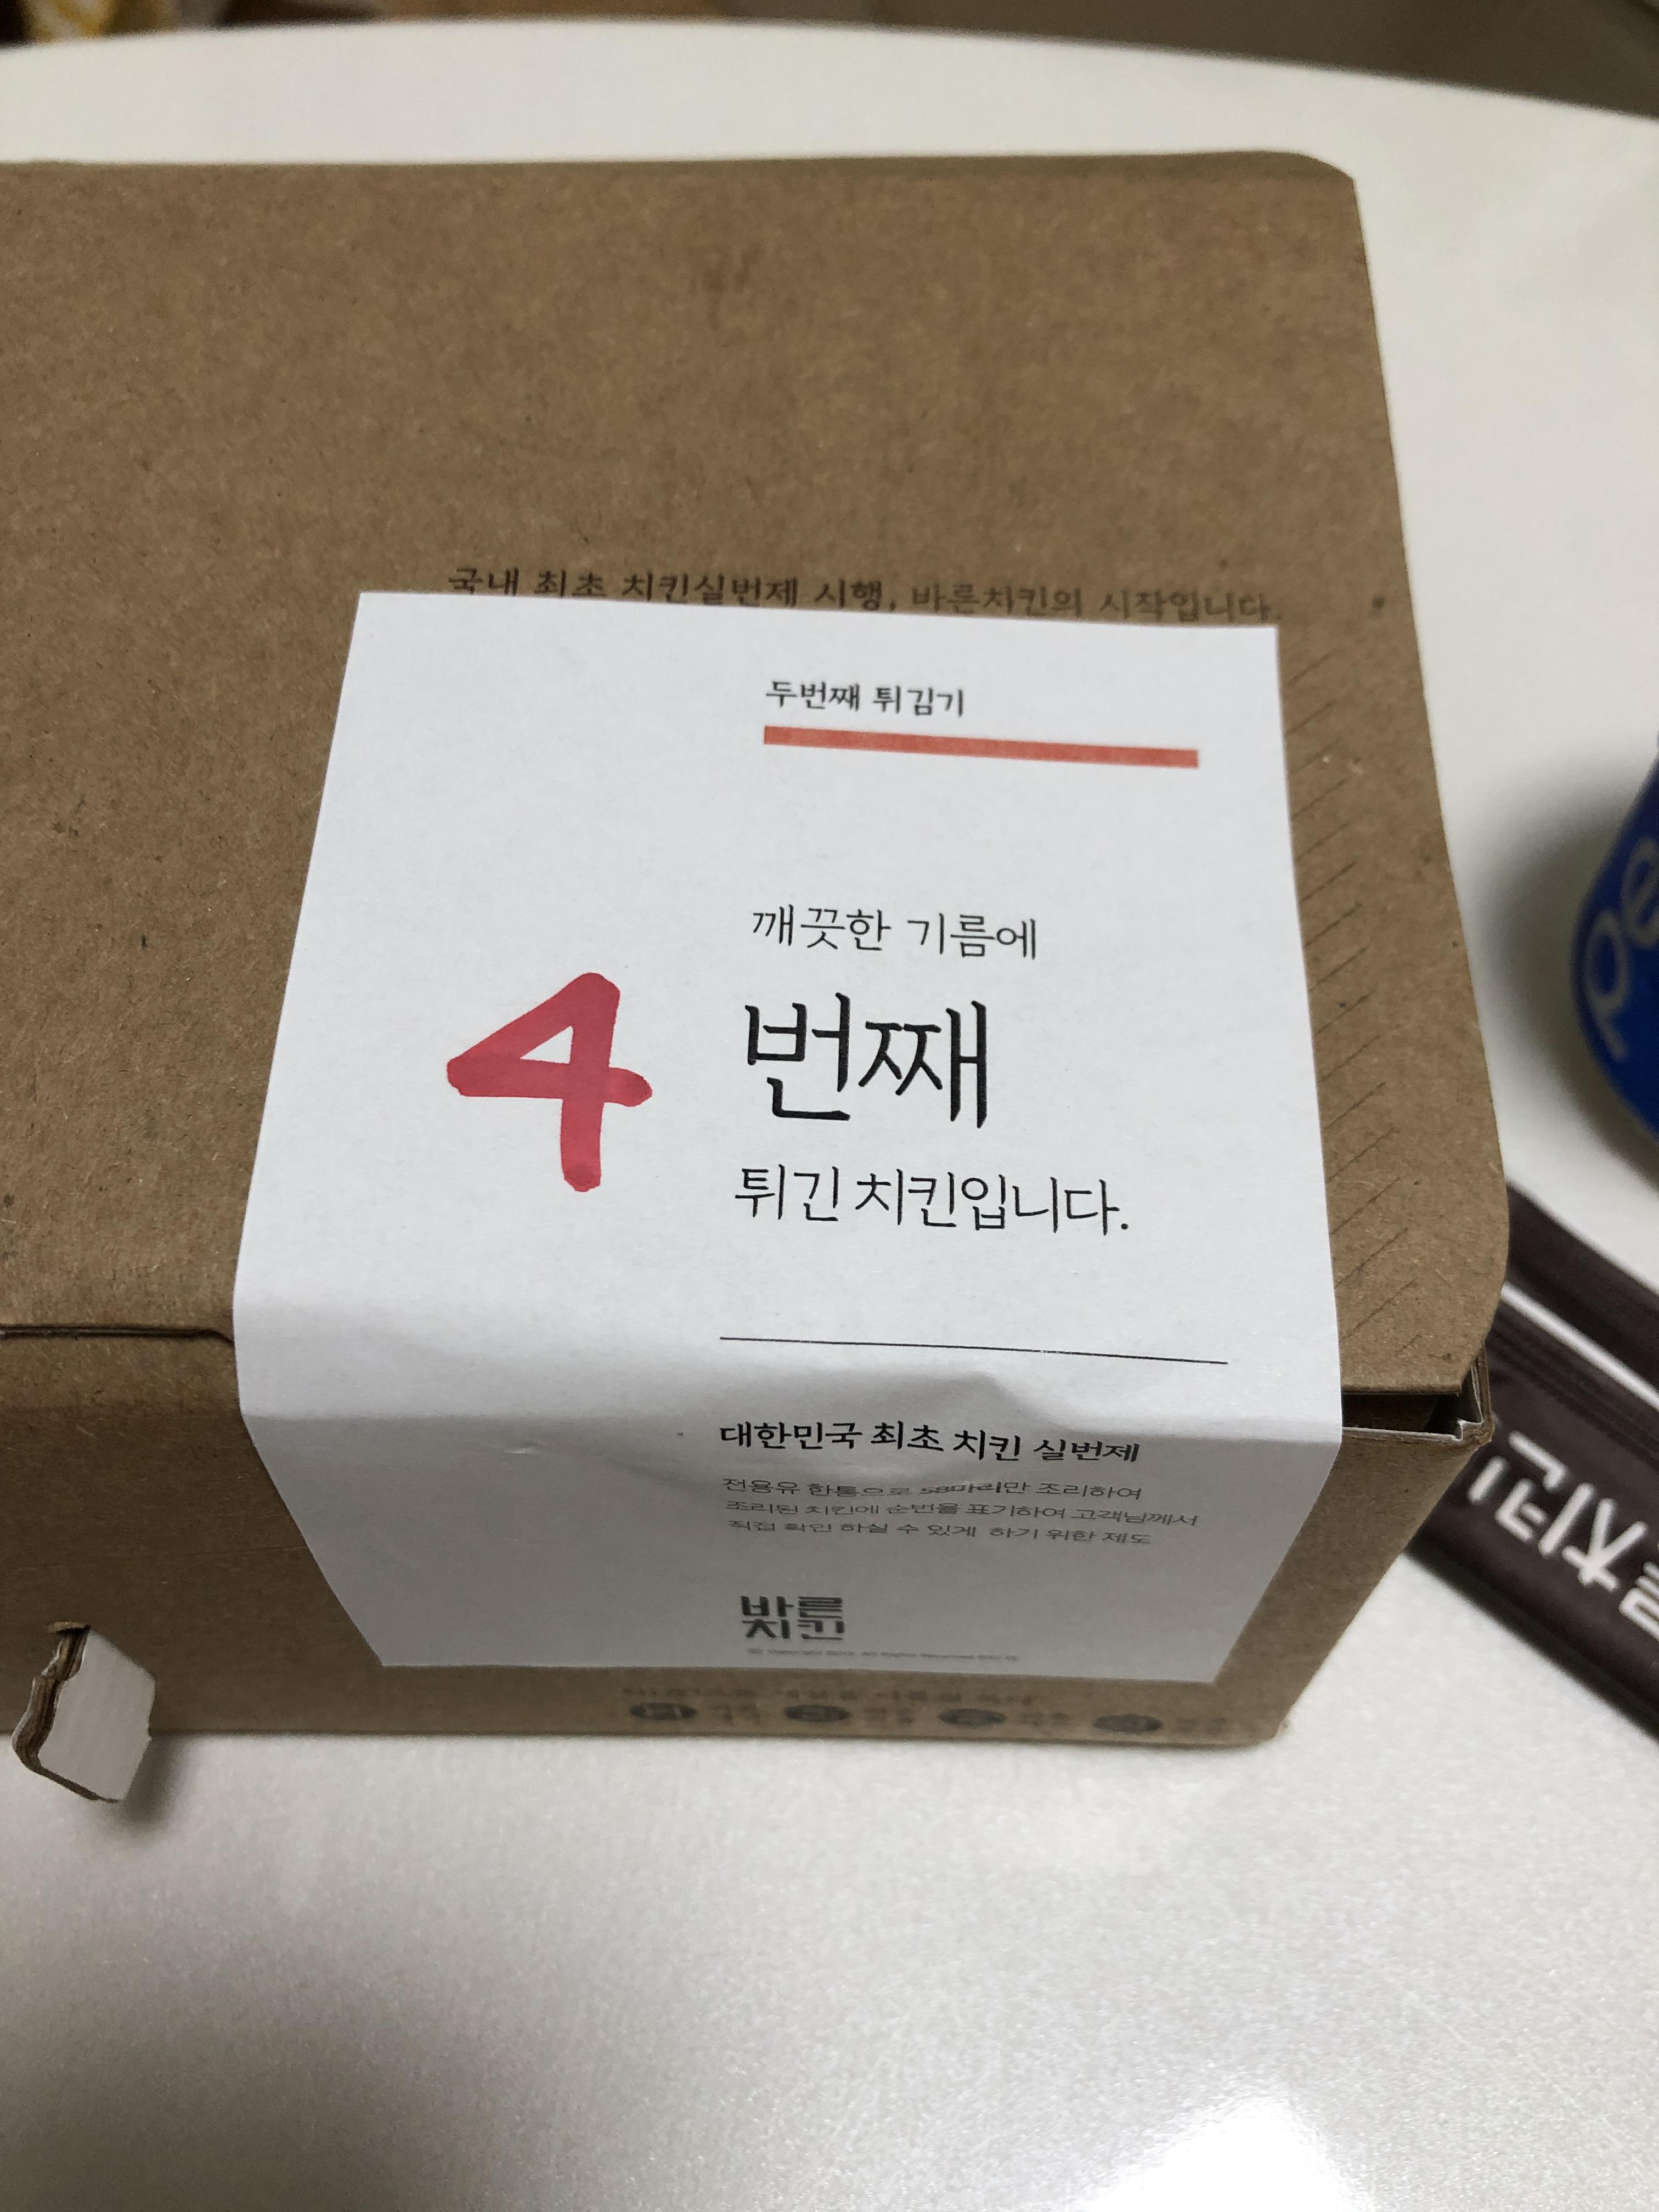 국내 최초 치킨실번제 시행, 바른치킨의 시작입니다.
두번째 튀김기
깨끗한 기름에
4 번째
튀긴 치킨입니다.
대한민국 최초 치킨 실번제
전용유 한통으로 58마리만 조리하여
조리된 치킨에 순번을 표기하여 고객님께서
직접 확인 하실 수 있게 하기 위한 제도
바른
치킨
pe
른치킨